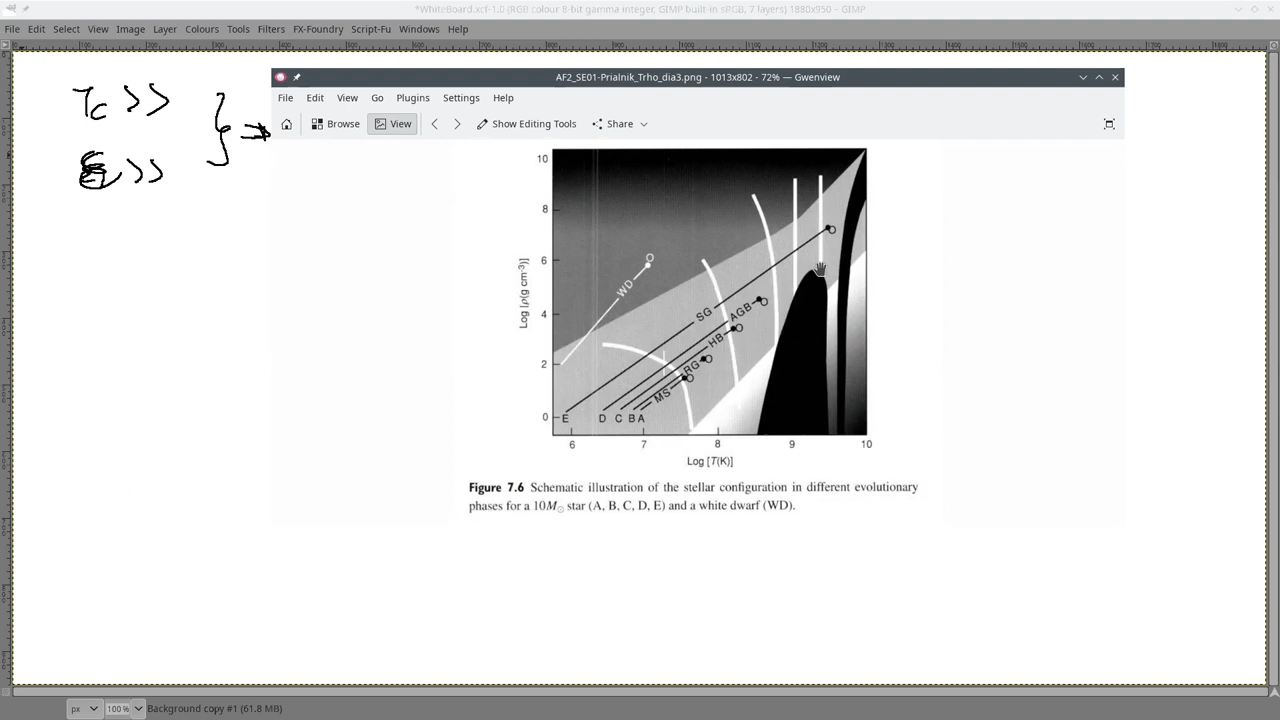 *WhiteBoard.xcf-1.0 (RGB colour 8-bit gamma integer, GIMP built-in sRGB, 7 layers) 1880x950 – GIMP
File Edit Select View Image Layer Colours Tools Filters FX-Foundry Script-Fu Windows Help
AF2_SE01-Prialnik_Trho_dia3.png - 1013x802 - 72% — Gwenview
File Edit View Go Plugins Settings Help
Browse View Show Editing Tools Share
Tc >>
>>
} ⇒
10
8
6
4
2
0
Log [ρ(g cm⁻³)]
WD
O
SG
O
AGB
O
HB
O
RG
O
MS
O
E D C B A
6 7 8 9 10
Log [T(K)]
Figure 7.6 Schematic illustration of the stellar configuration in different evolutionary
phases for a 10M☉ star (A, B, C, D, E) and a white dwarf (WD).
px 100% Background copy #1 (61.8 MB)